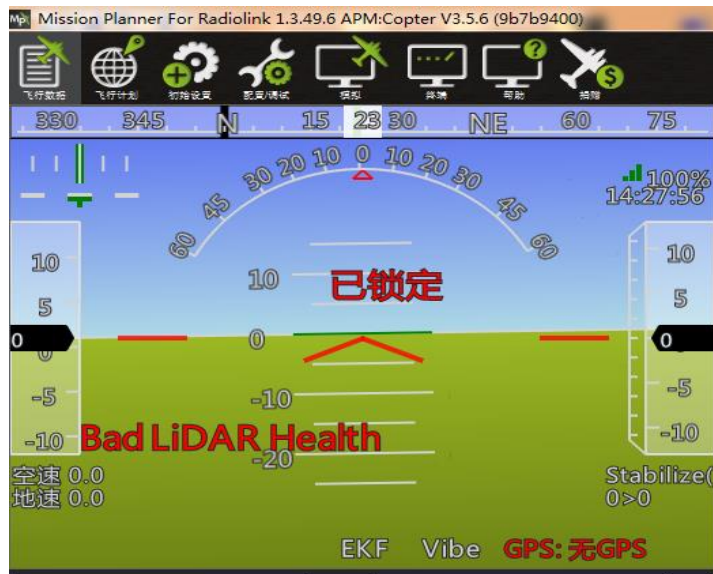 Mission Planner For Radiolink 1.3.49.6 APM:Copter V3.5.6 (9b7b9400)
飞行数据 飞行计划 初始设置 配置/调试 模拟 终端 帮助 捐赠
330 345 N 15 23 30 NE 60 75
60 45 30 20 10 0 10 20 30 45 60
100%
14:27:56
10 10 10
已锁定
5 5
0 0 0 0
-5 -5
-10
-10 Bad LiDAR Health -10
-20
空速 0.0 Stabilize(
地速 0.0 0>0
EKF Vibe GPS: 无GPS